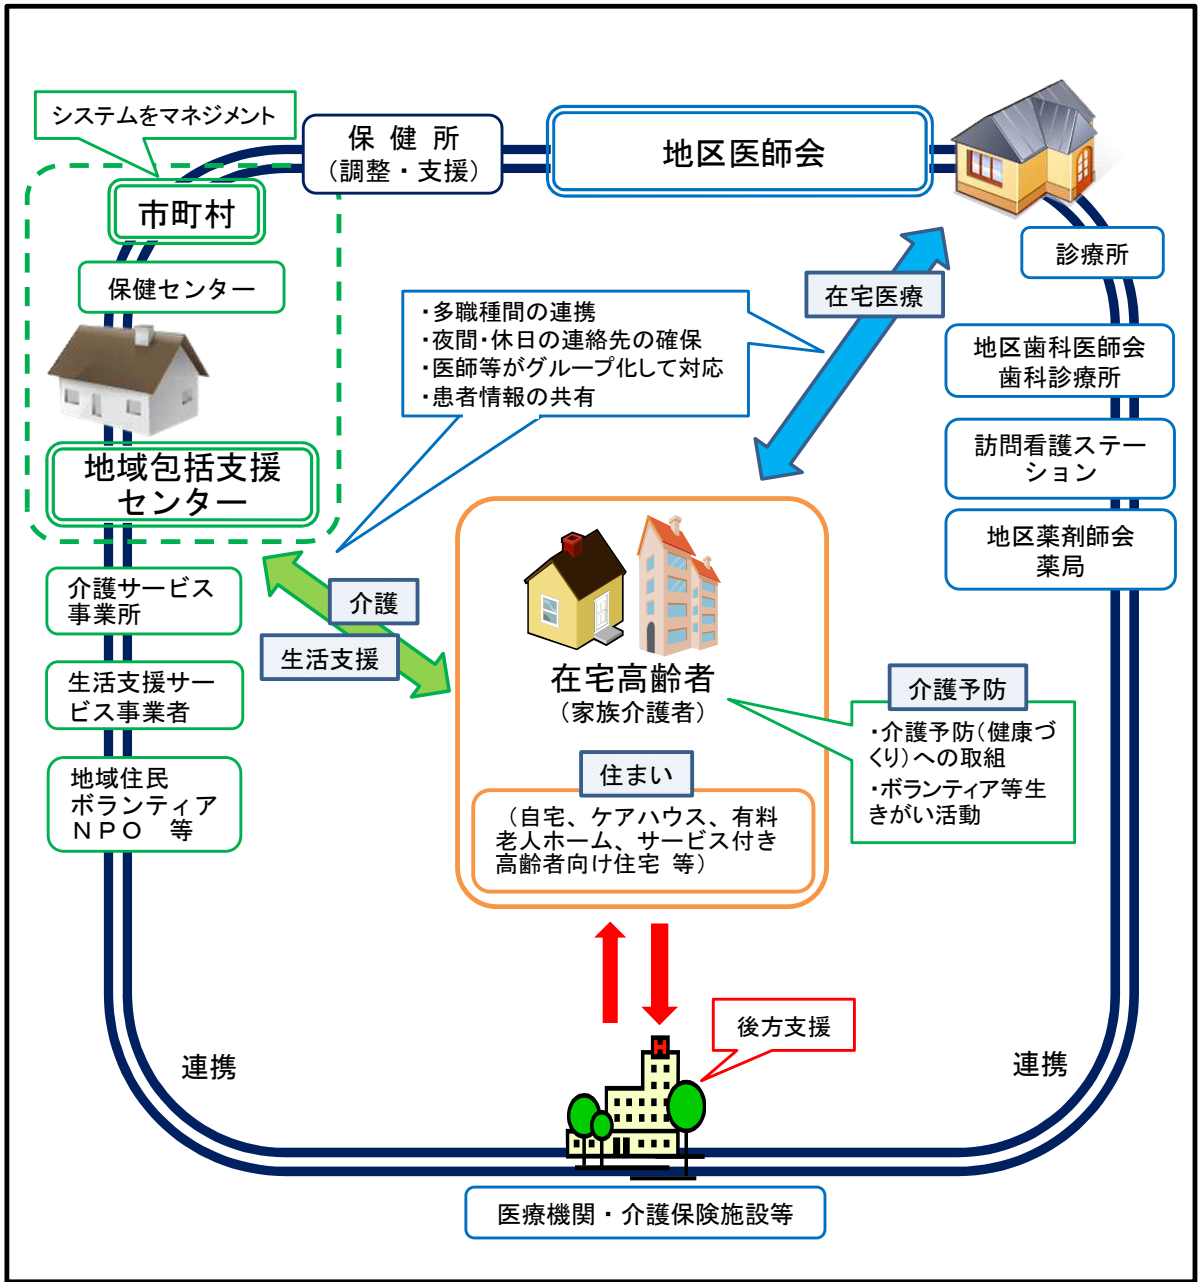 システムをマネジメント
保健所
（調整・支援）
地区医師会
市町村
保健センター
地域包括支援
センター
診療所
在宅医療
・多職種間の連携
・夜間・休日の連絡先の確保
・医師等がグループ化して対応
・患者情報の共有
地区歯科医師会
歯科診療所
訪問看護ステー
ション
地区薬剤師会
薬局
介護サービス
事業所
介護
生活支援
生活支援サー
ビス事業者
地域住民
ボランティア
ＮＰＯ 等
在宅高齢者
（家族介護者）
住まい
（自宅、ケアハウス、有料
老人ホーム、サービス付き
高齢者向け住宅 等）
介護予防
・介護予防（健康づ
くり）への取組
・ボランティア等生
きがい活動
後方支援
H
連携
連携
医療機関・介護保険施設等